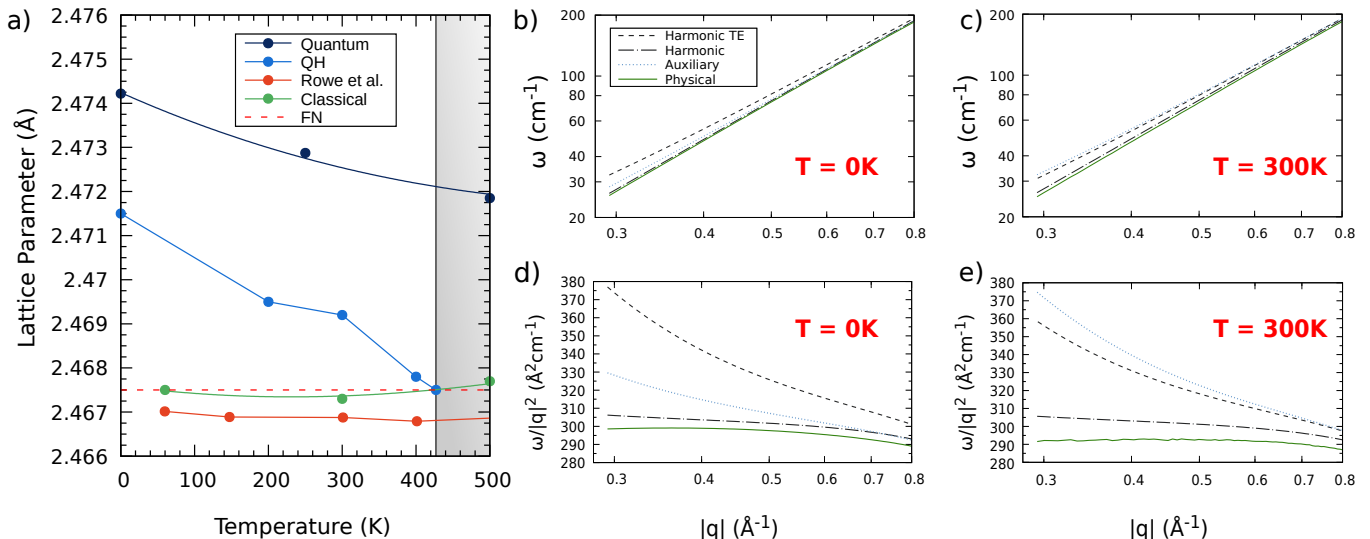 a)
2.476
2.475
2.474
2.473
2.472
2.471
2.47
2.469
2.468
2.467
2.466
Lattice Parameter (Å)
Quantum
QH
Rowe et al.
Classical
FN
0 100 200 300 400 500
Temperature (K)
b)
200
100
80
60
40
30
20
ω (cm-1)
Harmonic TE
Harmonic
Auxiliary
Physical
T = 0K
0.3 0.4 0.5 0.6 0.7 0.8
c)
200
100
80
60
40
30
20
ω (cm-1)
T = 300K
0.3 0.4 0.5 0.6 0.7 0.8
d)
380
370
360
350
340
330
320
310
300
290
280
ω/|q|2 (Å2cm-1)
T = 0K
0.3 0.4 0.5 0.6 0.7 0.8
|q| (Å-1)
e)
380
370
360
350
340
330
320
310
300
290
280
ω/|q|2 (Å2cm-1)
T = 300K
0.3 0.4 0.5 0.6 0.7 0.8
|q| (Å-1)